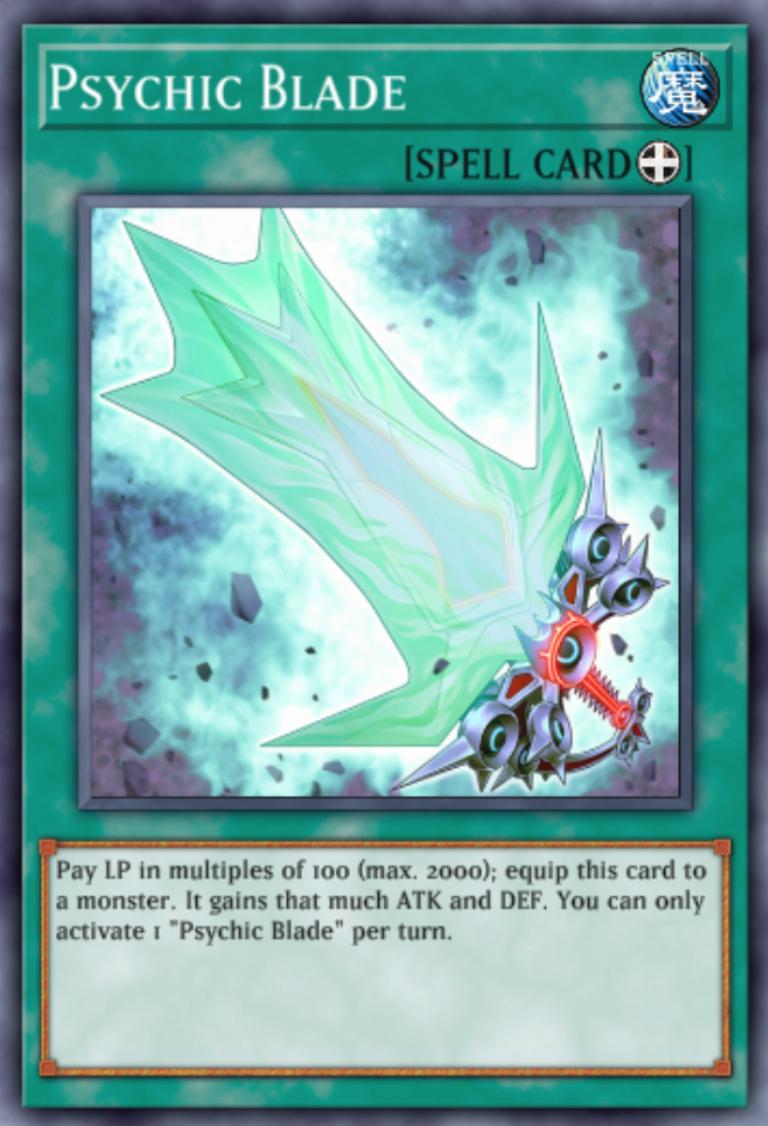 PSYCHIC BLADE
SPELL
魔
[SPELL CARD]
Pay LP in multiples of 100 (max. 2000); equip this card to
a monster. It gains that much ATK and DEF. You can only
activate 1 "Psychic Blade" per turn.